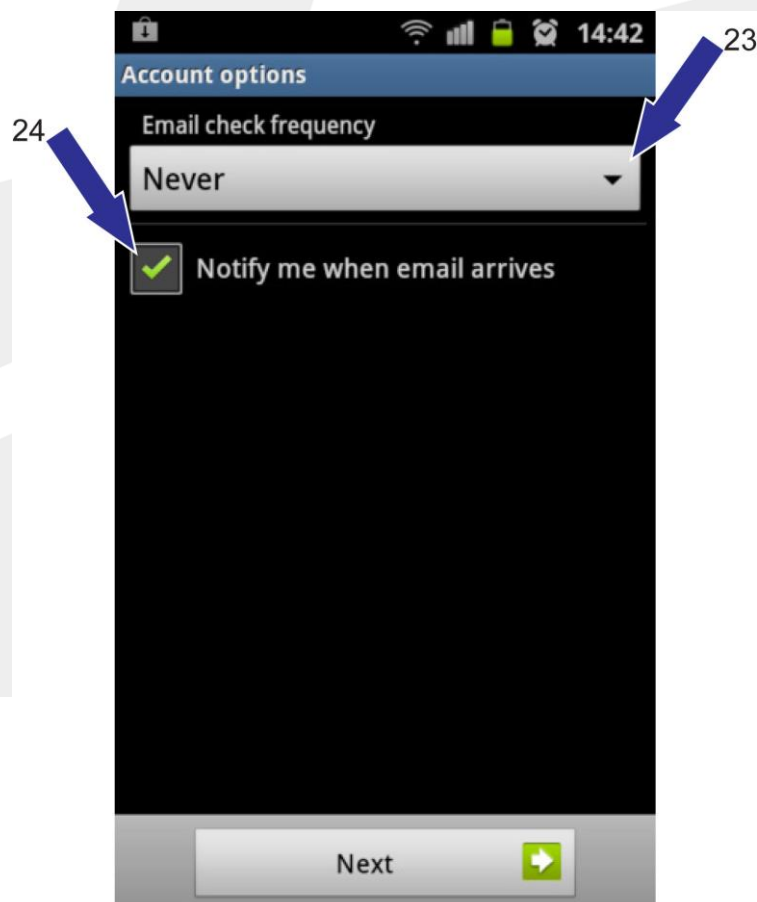 14:42
23
Account options
24
Email check frequency
Never
Notify me when email arrives
Next